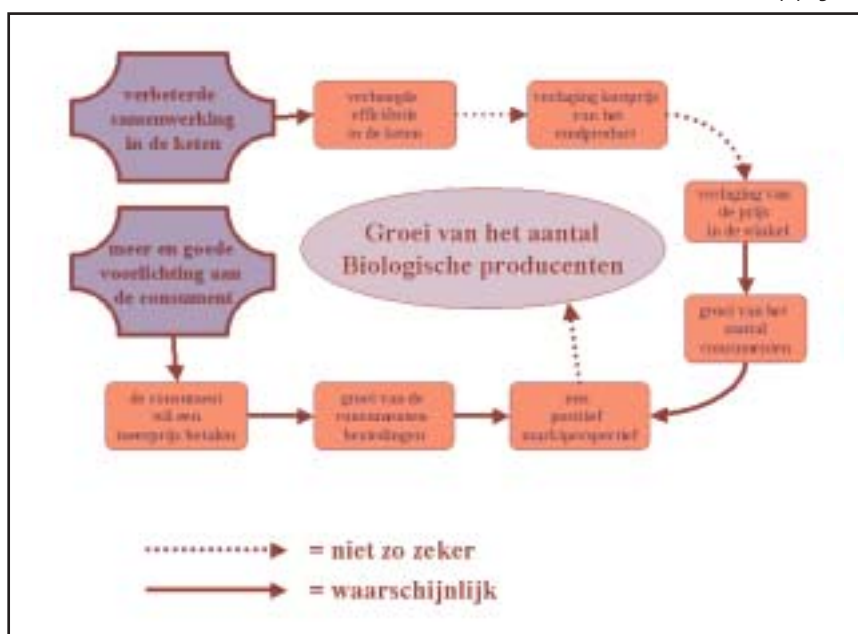 verbeterde
samenwerking
in de keten
verhoogde
efficiëntie
in de keten
verlaging kostprijs
van het
eindproduct
verlaging van
de prijs
in de winkel
groei van het
aantal
consumenten
meer en goede
voorlichting aan
de consument
Groei van het aantal
Biologische producenten
de consument
wil een
meerprijs betalen
groei van de
consumenten-
bestedingen
een
positief
marktperspectief
= niet zo zeker
= waarschijnlijk